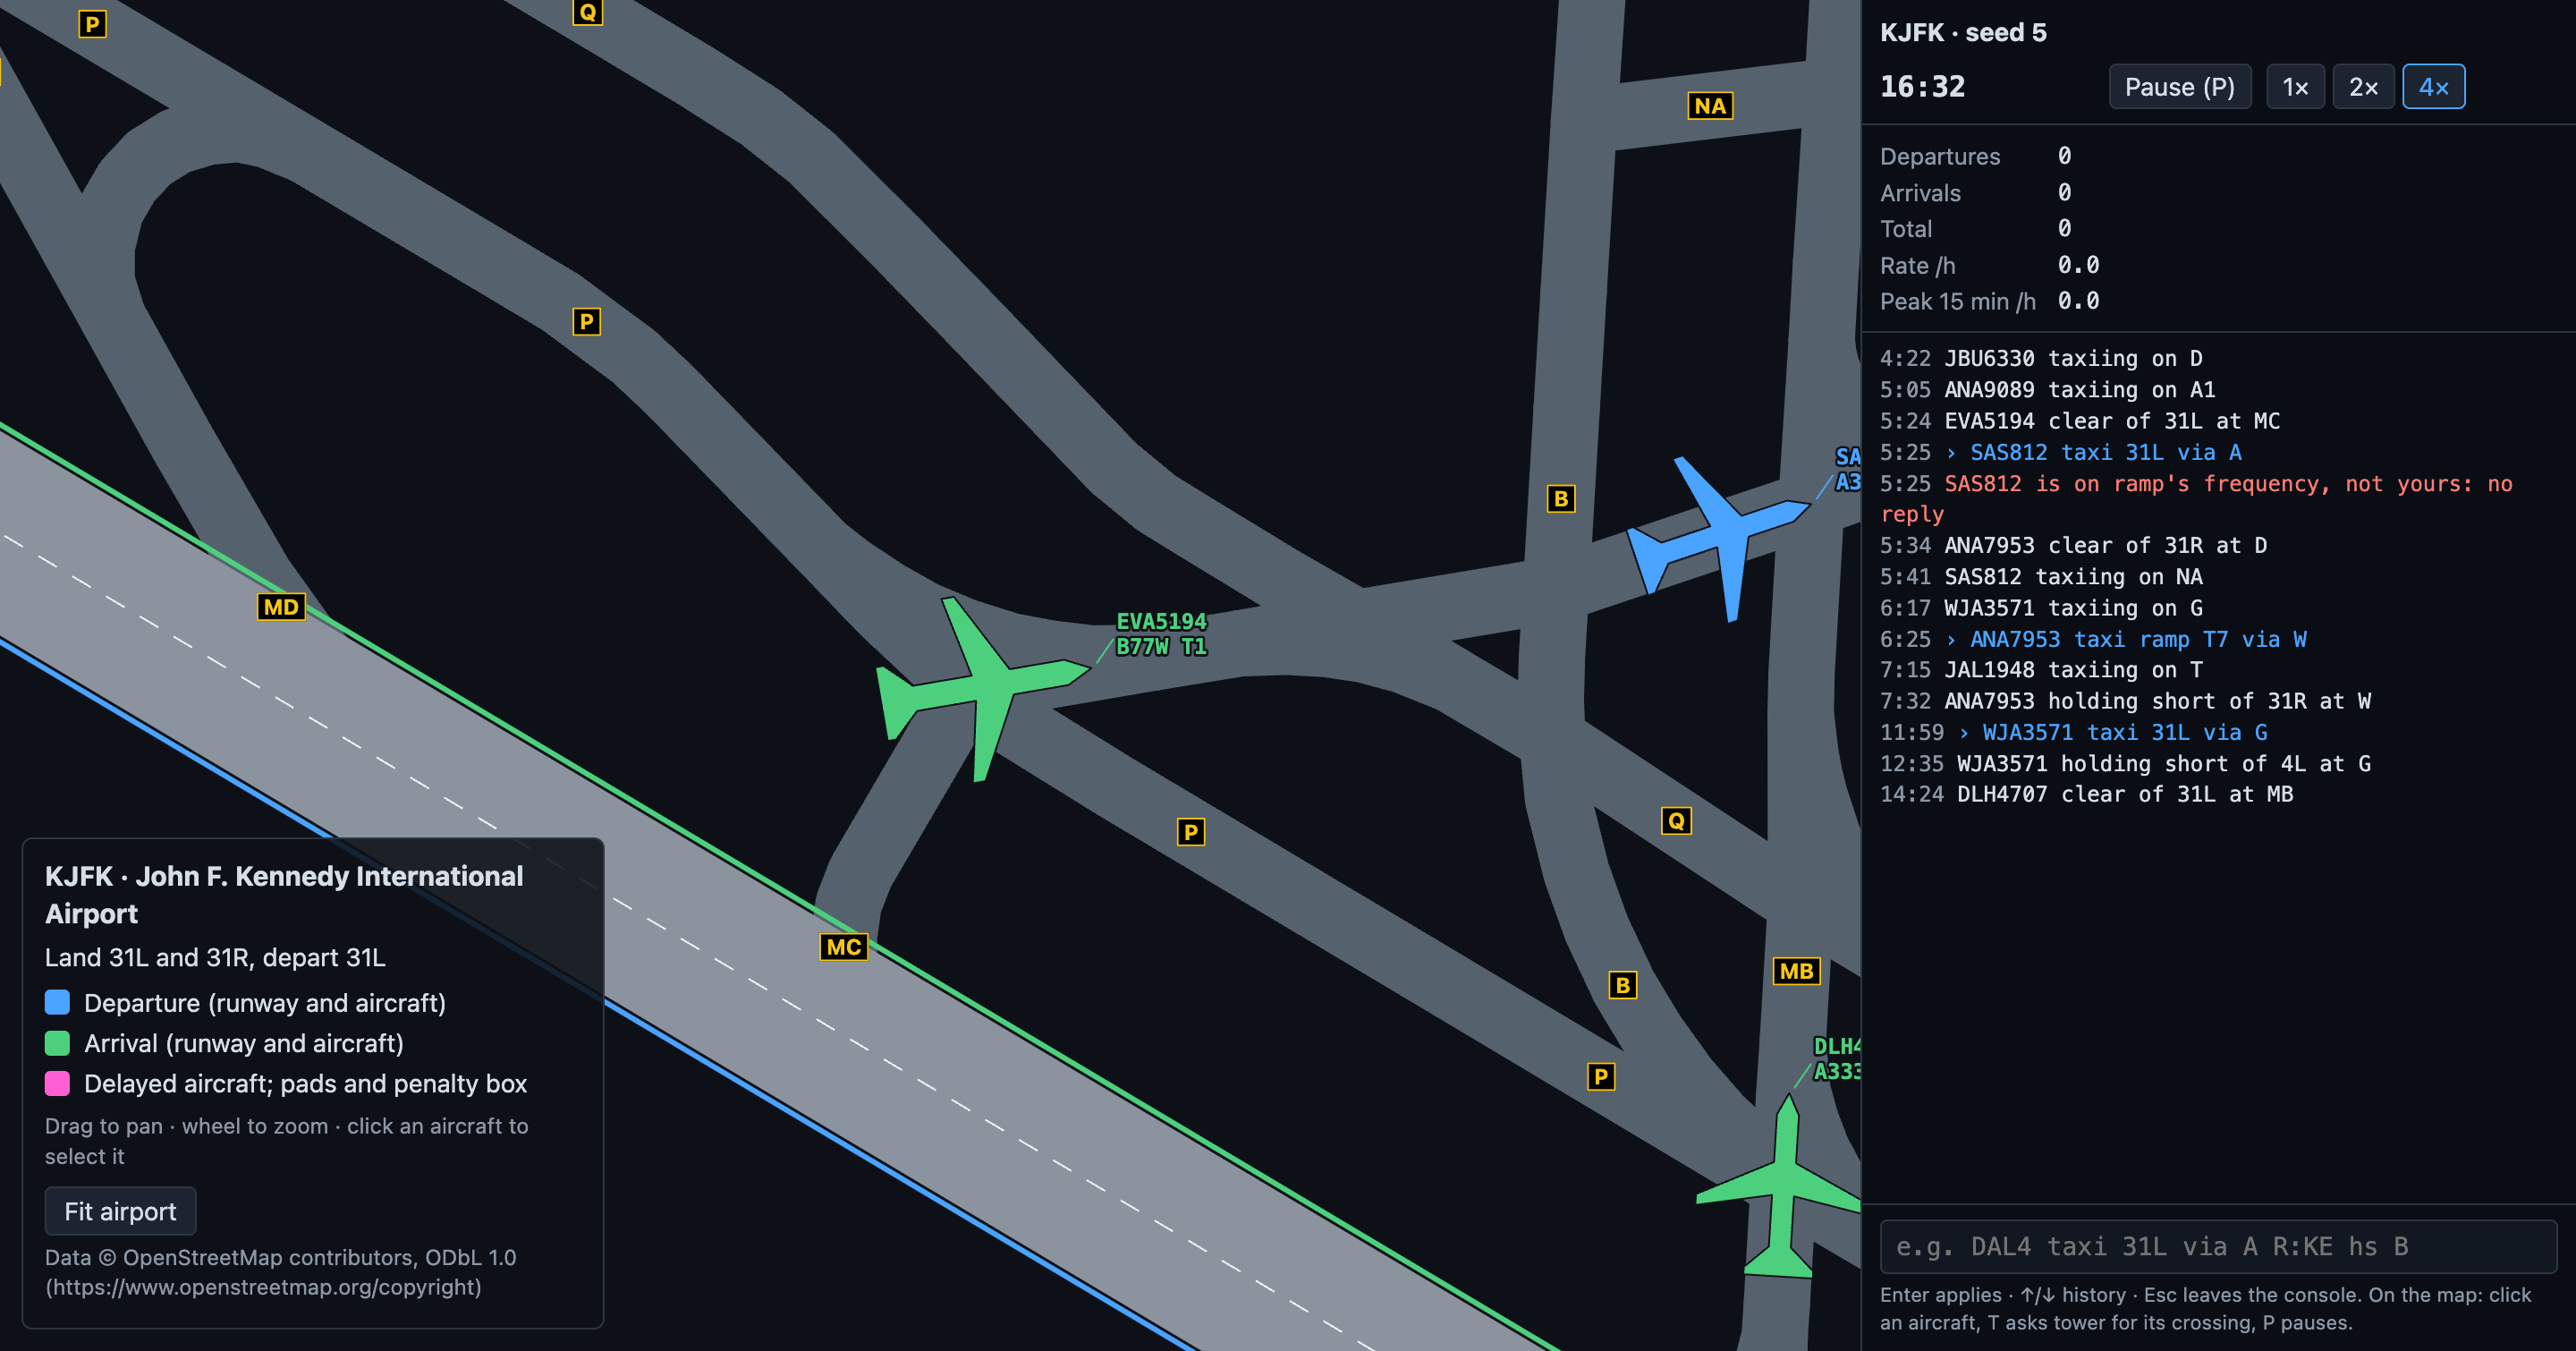 P
Q
NA
P
B
SA
A3
MD
EVA5194
B77W T1
P
Q
MC
MB
B
P
DLH4
A333
KJFK · John F. Kennedy International
Airport
Land 31L and 31R, depart 31L
Departure (runway and aircraft)
Arrival (runway and aircraft)
Delayed aircraft; pads and penalty box
Drag to pan · wheel to zoom · click an aircraft to
select it
Fit airport
Data © OpenStreetMap contributors, ODbL 1.0
(https://www.openstreetmap.org/copyright)
KJFK · seed 5
16:32 Pause (P) 1× 2× 4×
Departures 0
Arrivals 0
Total 0
Rate /h 0.0
Peak 15 min /h 0.0
4:22 JBU6330 taxiing on D
5:05 ANA9089 taxiing on A1
5:24 EVA5194 clear of 31L at MC
5:25 › SAS812 taxi 31L via A
5:25 SAS812 is on ramp's frequency, not yours: no
reply
5:34 ANA7953 clear of 31R at D
5:41 SAS812 taxiing on NA
6:17 WJA3571 taxiing on G
6:25 › ANA7953 taxi ramp T7 via W
7:15 JAL1948 taxiing on T
7:32 ANA7953 holding short of 31R at W
11:59 › WJA3571 taxi 31L via G
12:35 WJA3571 holding short of 4L at G
14:24 DLH4707 clear of 31L at MB
e.g. DAL4 taxi 31L via A R:KE hs B
Enter applies · ↑/↓ history · Esc leaves the console. On the map: click
an aircraft, T asks tower for its crossing, P pauses.